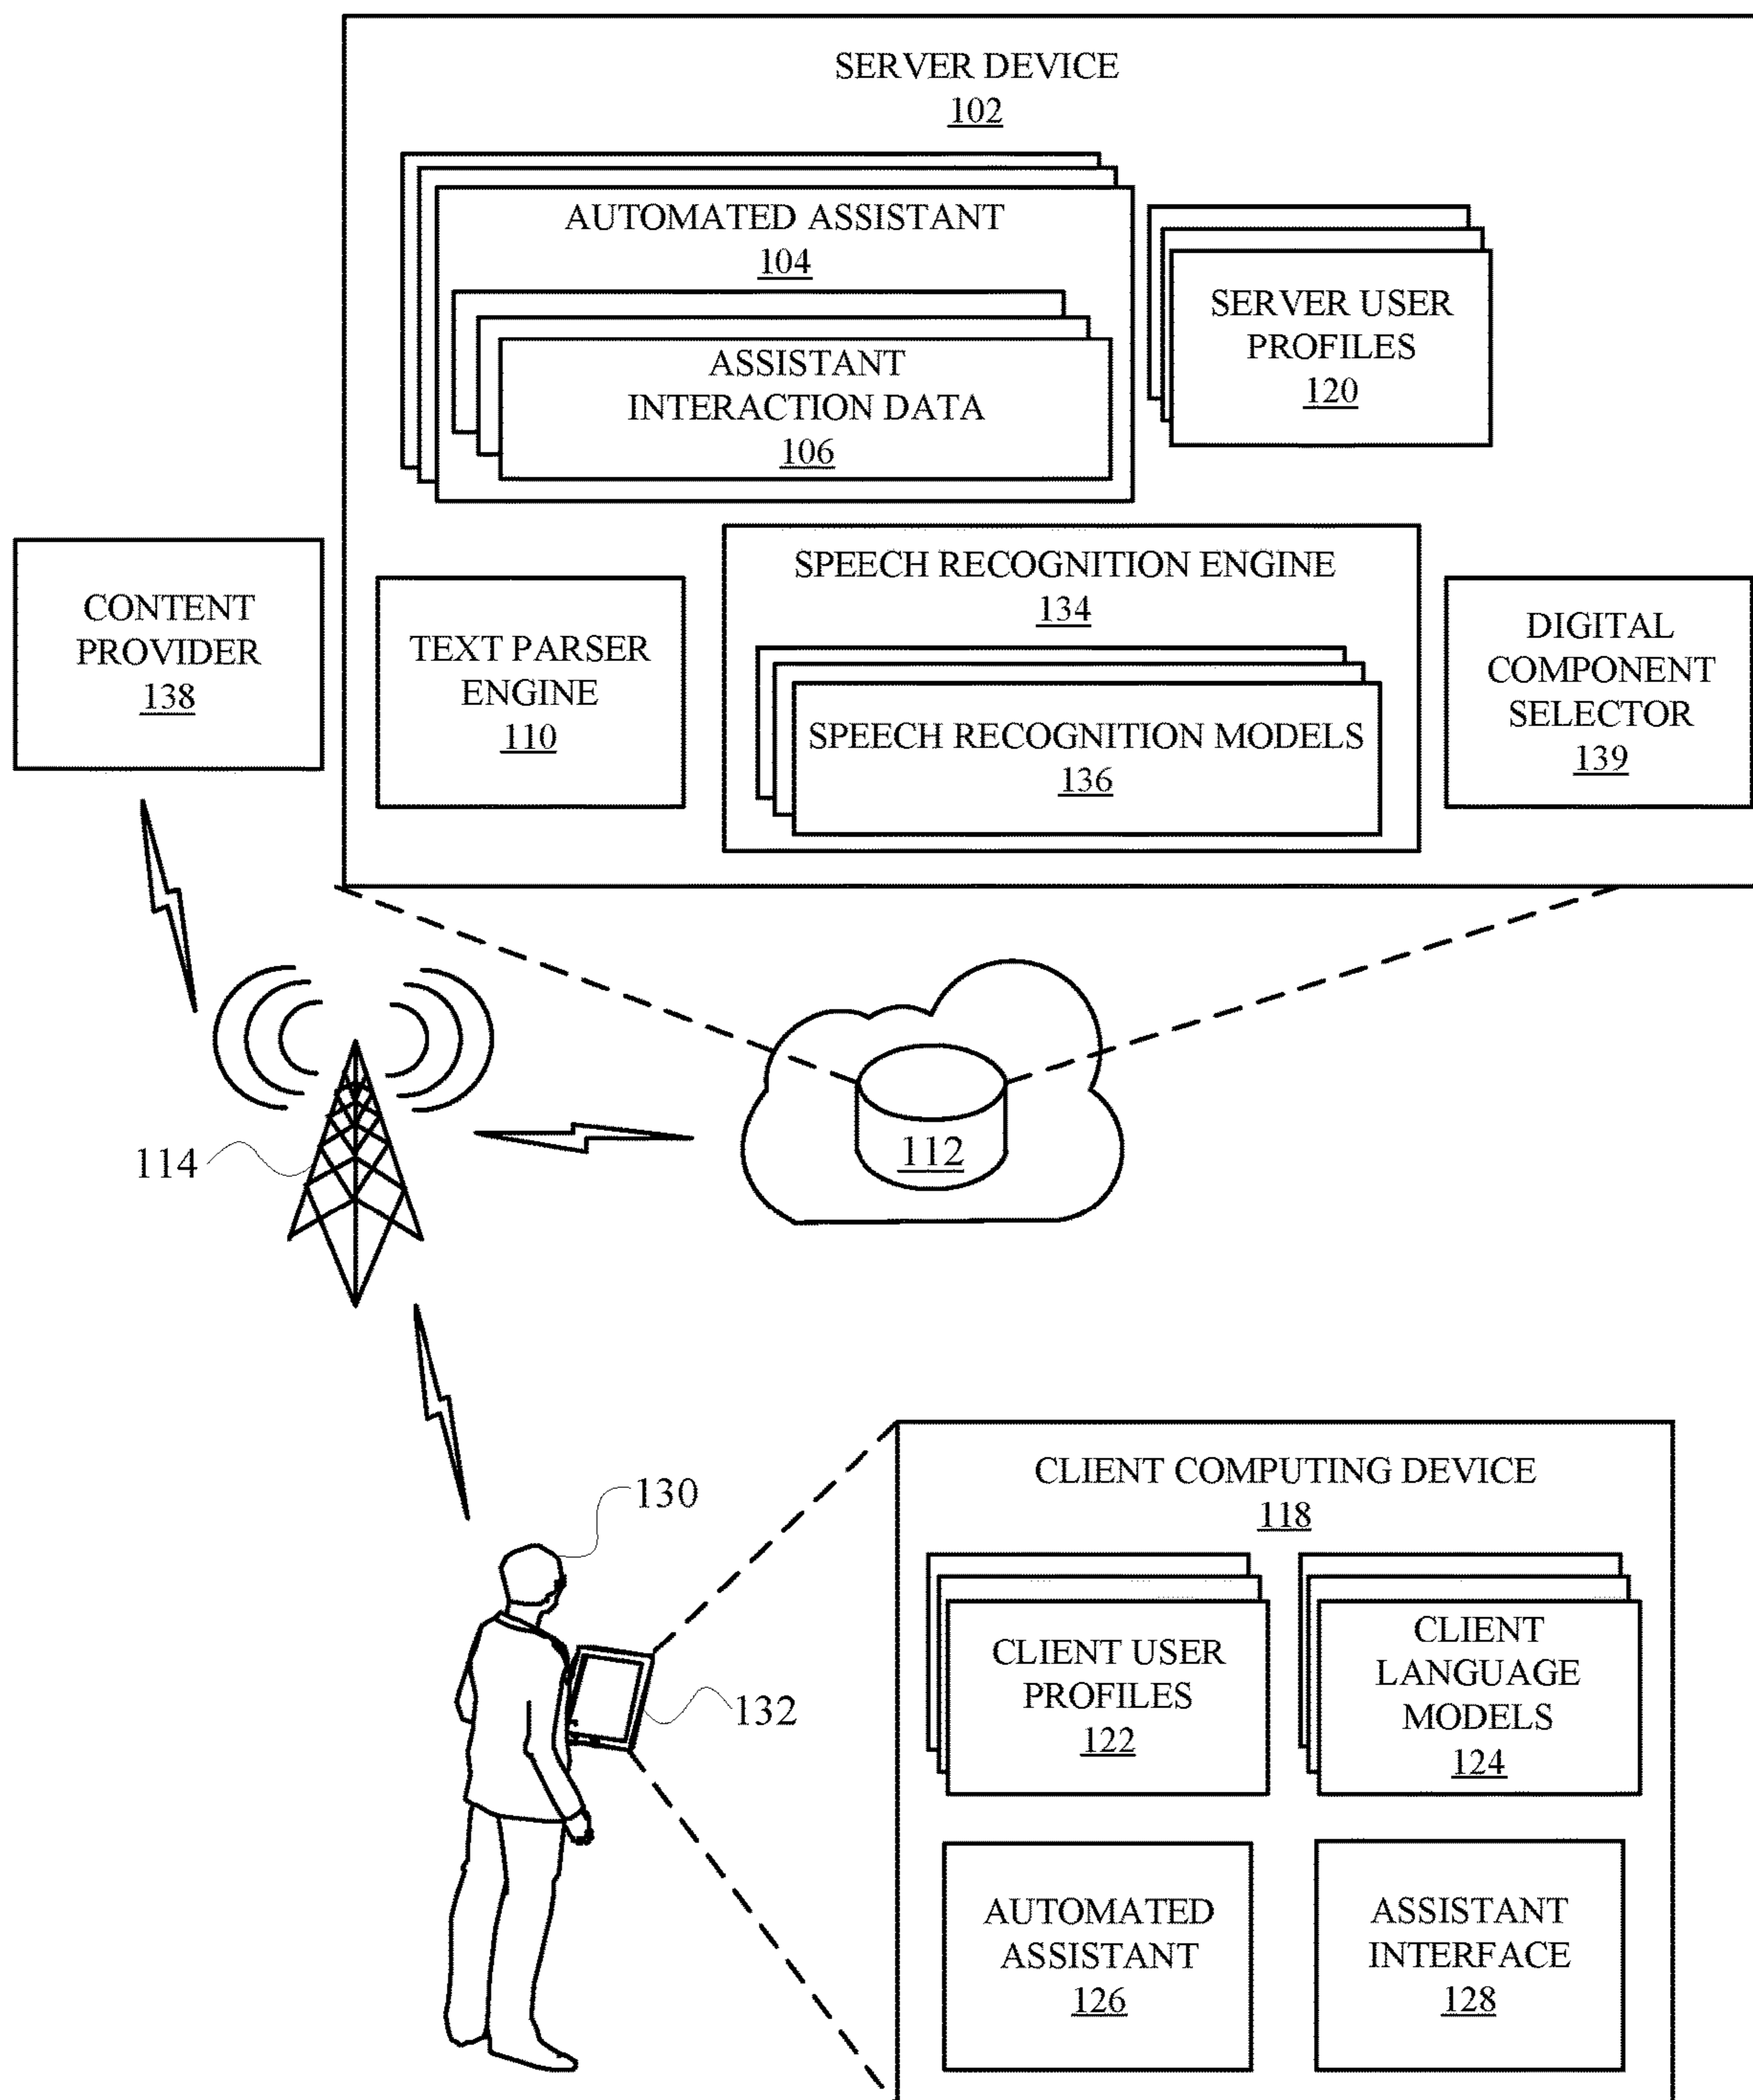 SERVER DEVICE
102
AUTOMATED ASSISTANT
104
ASSISTANT
INTERACTION DATA
106
SERVER USER
PROFILES
120
CONTENT
PROVIDER
138
TEXT PARSER
ENGINE
110
SPEECH RECOGNITION ENGINE
134
SPEECH RECOGNITION MODELS
136
DIGITAL
COMPONENT
SELECTOR
139
114
112
130
132
CLIENT COMPUTING DEVICE
118
CLIENT USER
PROFILES
122
CLIENT
LANGUAGE
MODELS
124
AUTOMATED
ASSISTANT
126
ASSISTANT
INTERFACE
128